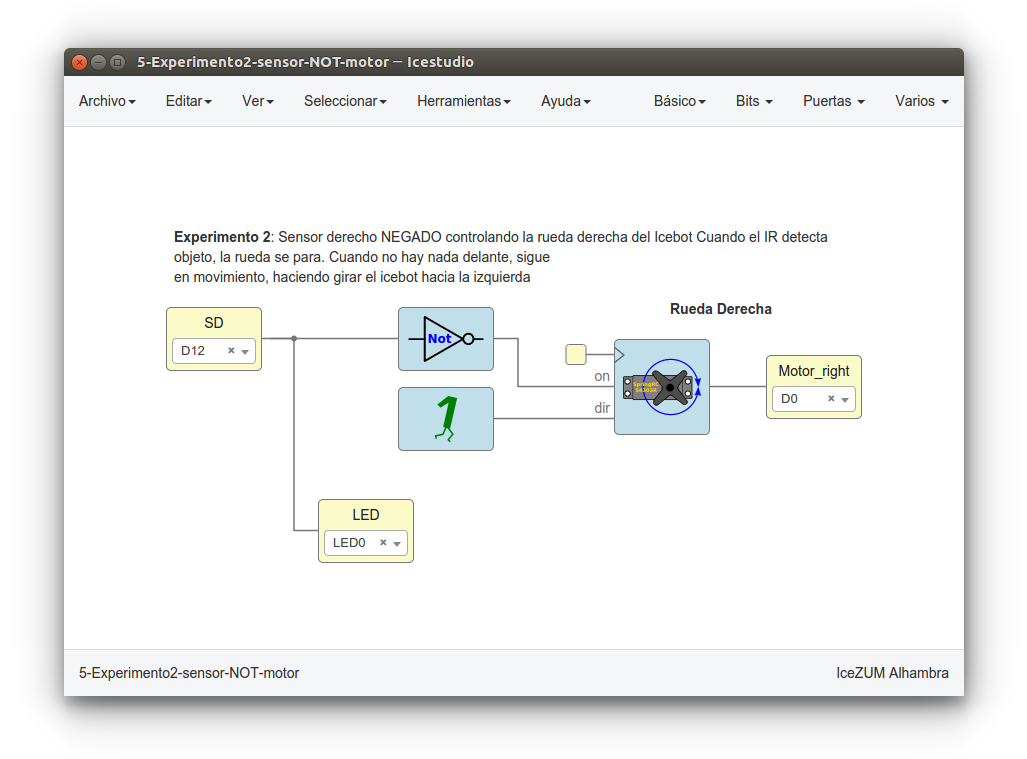 5-Experimento2-sensor-NOT-motor — Icestudio
Archivo Editar Ver Seleccionar Herramientas Ayuda Básico Bits Puertas Varios
Experimento 2: Sensor derecho NEGADO controlando la rueda derecha del Icebot Cuando el IR detecta
objeto, la rueda se para. Cuando no hay nada delante, sigue
en movimiento, haciendo girar el icebot hacia la izquierda
Rueda Derecha
SD
D12
Not
on
dir
1
Motor_right
D0
LED
LED0
5-Experimento2-sensor-NOT-motor
IceZUM Alhambra